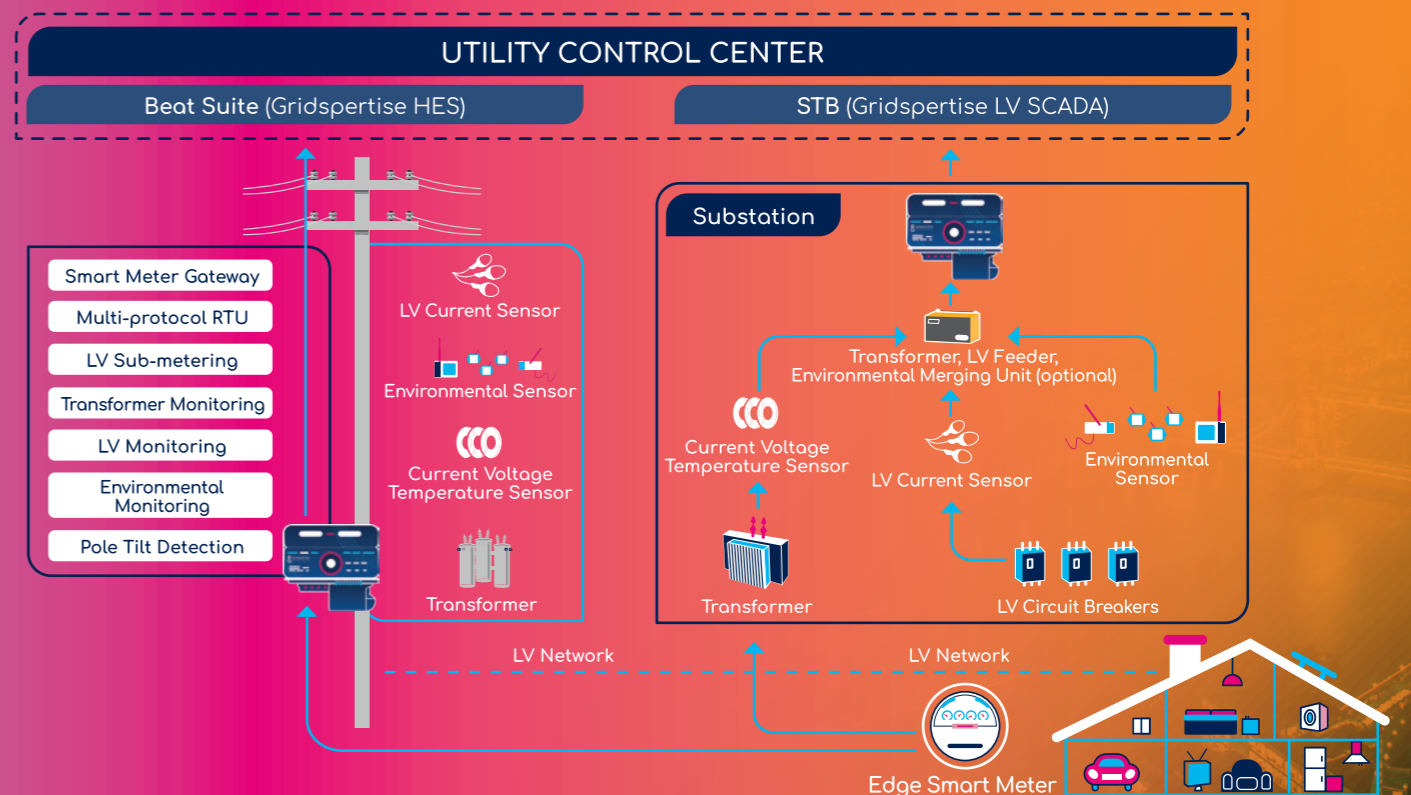 UTILITY CONTROL CENTER
Beat Suite (Gridspertise HES)
STB (Gridspertise LV SCADA)
Smart Meter Gateway
Multi-protocol RTU
LV Sub-metering
Transformer Monitoring
LV Monitoring
Environmental
Monitoring
Pole Tilt Detection
LV Current Sensor
Environmental Sensor
Current Voltage
Temperature Sensor
Transformer
Substation
Transformer, LV Feeder,
Environmental Merging Unit (optional)
Current Voltage
Temperature Sensor
LV Current Sensor
Environmental
Sensor
Transformer
LV Circuit Breakers
LV Network
LV Network
Edge Smart Meter